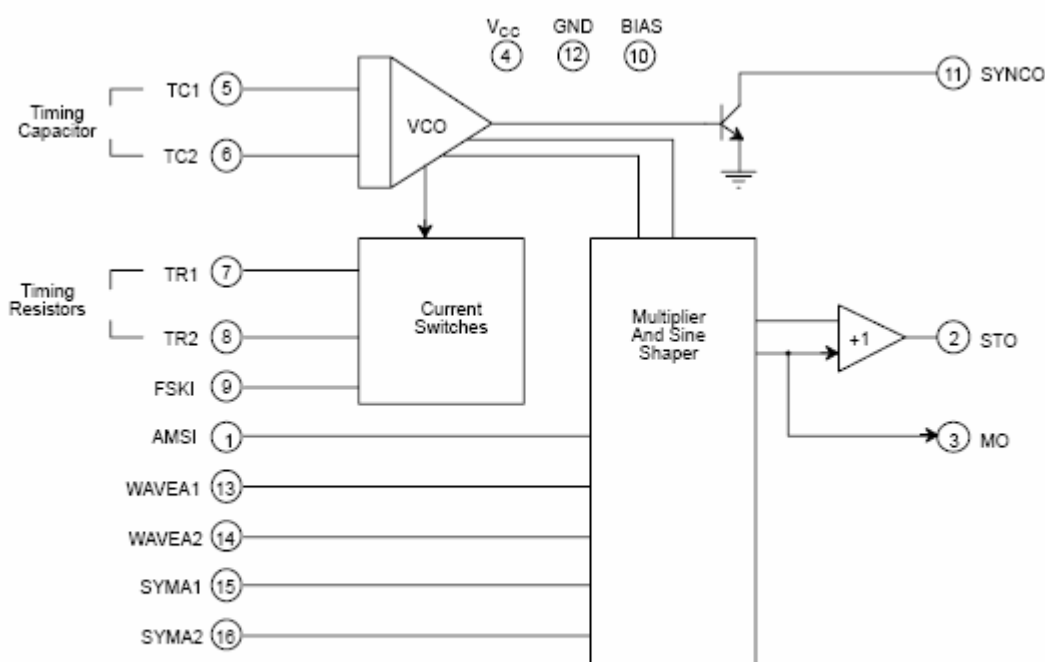 VCC GND BIAS
4 12 10
TC1 5
Timing
Capacitor
TC2 6
VCO
11 SYNCO
TR1 7
Timing
Resistors
TR2 8
FSKI 9
Current
Switches
Multiplier
And Sine
Shaper
+1
2 STO
3 MO
AMSI 1
WAVEA1 13
WAVEA2 14
SYMA1 15
SYMA2 16